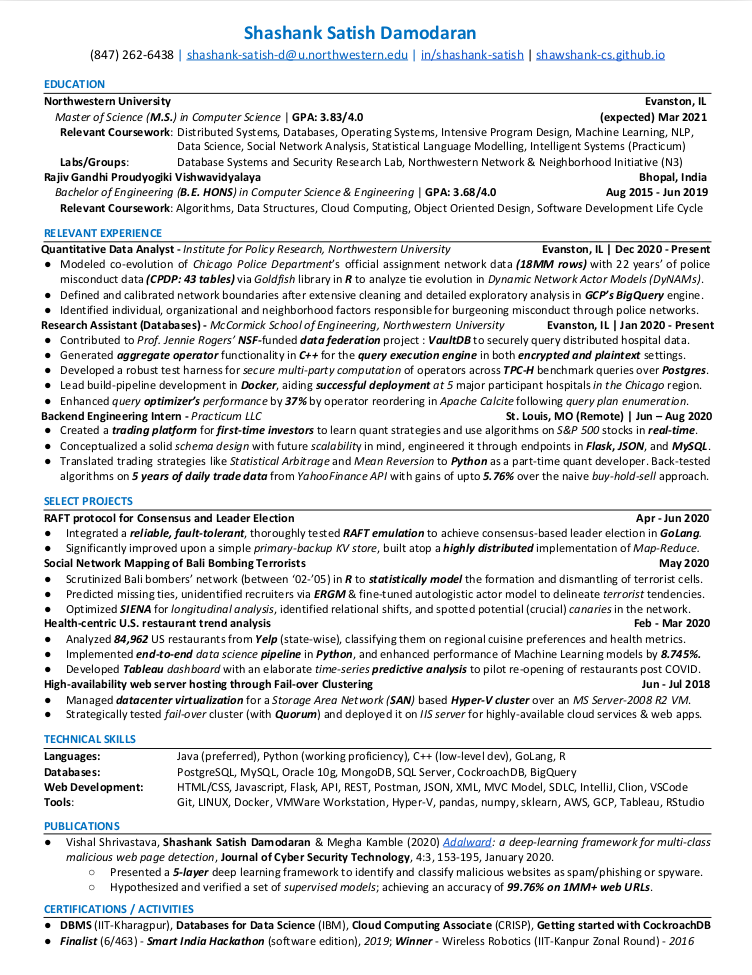 Shashank Satish Damodaran
(847) 262-6438 | shashank-satish-d@u.northwestern.edu | in/shashank-satish | shawshank-cs.github.io
EDUCATION
Northwestern University Evanston, IL
Master of Science (M.S.) in Computer Science | GPA: 3.83/4.0 (expected) Mar 2021
Relevant Coursework: Distributed Systems, Databases, Operating Systems, Intensive Program Design, Machine Learning, NLP,
Data Science, Social Network Analysis, Statistical Language Modelling, Intelligent Systems (Practicum)
Labs/Groups: Database Systems and Security Research Lab, Northwestern Network & Neighborhood Initiative (N3)
Rajiv Gandhi Proudyogiki Vishwavidyalaya Bhopal, India
Bachelor of Engineering (B.E. HONS) in Computer Science & Engineering | GPA: 3.68/4.0 Aug 2015 - Jun 2019
Relevant Coursework: Algorithms, Data Structures, Cloud Computing, Object Oriented Design, Software Development Life Cycle
RELEVANT EXPERIENCE
Quantitative Data Analyst - Institute for Policy Research, Northwestern University Evanston, IL | Dec 2020 - Present
● Modeled co-evolution of Chicago Police Department's official assignment network data (18MM rows) with 22 years' of police
misconduct data (CPDP: 43 tables) via Goldfish library in R to analyze tie evolution in Dynamic Network Actor Models (DyNAMs).
● Defined and calibrated network boundaries after extensive cleaning and detailed exploratory analysis in GCP's BigQuery engine.
● Identified individual, organizational and neighborhood factors responsible for burgeoning misconduct through police networks.
Research Assistant (Databases) - McCormick School of Engineering, Northwestern University Evanston, IL | Jan 2020 - Present
● Contributed to Prof. Jennie Rogers' NSF-funded data federation project : VaultDB to securely query distributed hospital data.
● Generated aggregate operator functionality in C++ for the query execution engine in both encrypted and plaintext settings.
● Developed a robust test harness for secure multi-party computation of operators across TPC-H benchmark queries over Postgres.
● Lead build-pipeline development in Docker, aiding successful deployment at 5 major participant hospitals in the Chicago region.
● Enhanced query optimizer's performance by 37% by operator reordering in Apache Calcite following query plan enumeration.
Backend Engineering Intern - Practicum LLC St. Louis, MO (Remote) | Jun – Aug 2020
● Created a trading platform for first-time investors to learn quant strategies and use algorithms on S&P 500 stocks in real-time.
● Conceptualized a solid schema design with future scalability in mind, engineered it through endpoints in Flask, JSON, and MySQL.
● Translated trading strategies like Statistical Arbitrage and Mean Reversion to Python as a part-time quant developer. Back-tested
algorithms on 5 years of daily trade data from YahooFinance API with gains of upto 5.76% over the naive buy-hold-sell approach.
SELECT PROJECTS
RAFT protocol for Consensus and Leader Election Apr - Jun 2020
● Integrated a reliable, fault-tolerant, thoroughly tested RAFT emulation to achieve consensus-based leader election in GoLang.
● Significantly improved upon a simple primary-backup KV store, built atop a highly distributed implementation of Map-Reduce.
Social Network Mapping of Bali Bombing Terrorists May 2020
● Scrutinized Bali bombers' network (between '02-'05) in R to statistically model the formation and dismantling of terrorist cells.
● Predicted missing ties, unidentified recruiters via ERGM & fine-tuned autologistic actor model to delineate terrorist tendencies.
● Optimized SIENA for longitudinal analysis, identified relational shifts, and spotted potential (crucial) canaries in the network.
Health-centric U.S. restaurant trend analysis Feb - Mar 2020
● Analyzed 84,962 US restaurants from Yelp (state-wise), classifying them on regional cuisine preferences and health metrics.
● Implemented end-to-end data science pipeline in Python, and enhanced performance of Machine Learning models by 8.745%.
● Developed Tableau dashboard with an elaborate time-series predictive analysis to pilot re-opening of restaurants post COVID.
High-availability web server hosting through Fail-over Clustering Jun - Jul 2018
● Managed datacenter virtualization for a Storage Area Network (SAN) based Hyper-V cluster over an MS Server-2008 R2 VM.
● Strategically tested fail-over cluster (with Quorum) and deployed it on IIS server for highly-available cloud services & web apps.
TECHNICAL SKILLS
Languages: Java (preferred), Python (working proficiency), C++ (low-level dev), GoLang, R
Databases: PostgreSQL, MySQL, Oracle 10g, MongoDB, SQL Server, CockroachDB, BigQuery
Web Development: HTML/CSS, Javascript, Flask, API, REST, Postman, JSON, XML, MVC Model, SDLC, IntelliJ, Clion, VSCode
Tools: Git, LINUX, Docker, VMWare Workstation, Hyper-V, pandas, numpy, sklearn, AWS, GCP, Tableau, RStudio
PUBLICATIONS
● Vishal Shrivastava, Shashank Satish Damodaran & Megha Kamble (2020) Adalward: a deep-learning framework for multi-class
malicious web page detection, Journal of Cyber Security Technology, 4:3, 153-195, January 2020.
○ Presented a 5-layer deep learning framework to identify and classify malicious websites as spam/phishing or spyware.
○ Hypothesized and verified a set of supervised models; achieving an accuracy of 99.76% on 1MM+ web URLs.
CERTIFICATIONS / ACTIVITIES
● DBMS (IIT-Kharagpur), Databases for Data Science (IBM), Cloud Computing Associate (CRISP), Getting started with CockroachDB
● Finalist (6/463) - Smart India Hackathon (software edition), 2019; Winner - Wireless Robotics (IIT-Kanpur Zonal Round) - 2016